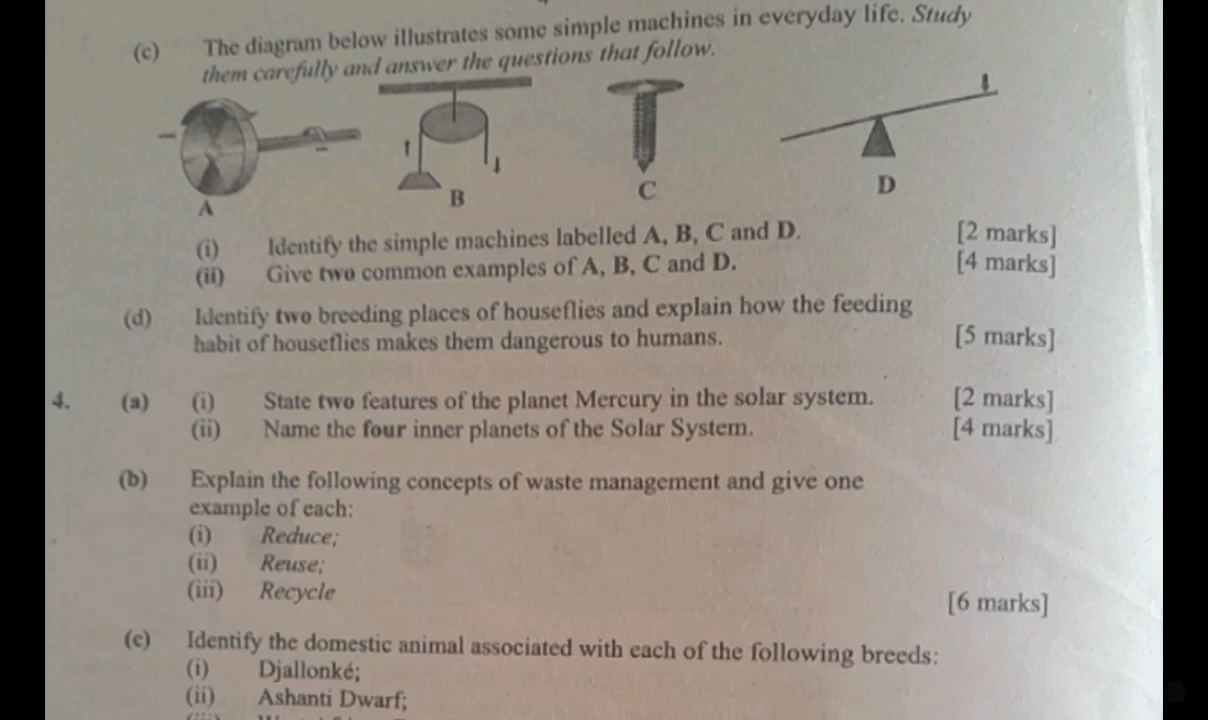 (c) The diagram below illustrates some simple machines in everyday life. Study
them carefully and answer the questions that follow.
A
B
C
D
(i) Identify the simple machines labelled A, B, C and D. [2 marks]
(ii) Give two common examples of A, B, C and D. [4 marks]
(d) Identify two breeding places of houseflies and explain how the feeding
habit of houseflies makes them dangerous to humans. [5 marks]
4. (a) (i) State two features of the planet Mercury in the solar system. [2 marks]
(ii) Name the four inner planets of the Solar System. [4 marks]
(b) Explain the following concepts of waste management and give one
example of each:
(i) Reduce;
(ii) Reuse;
(iii) Recycle [6 marks]
(c) Identify the domestic animal associated with each of the following breeds:
(i) Djallonké;
(ii) Ashanti Dwarf;